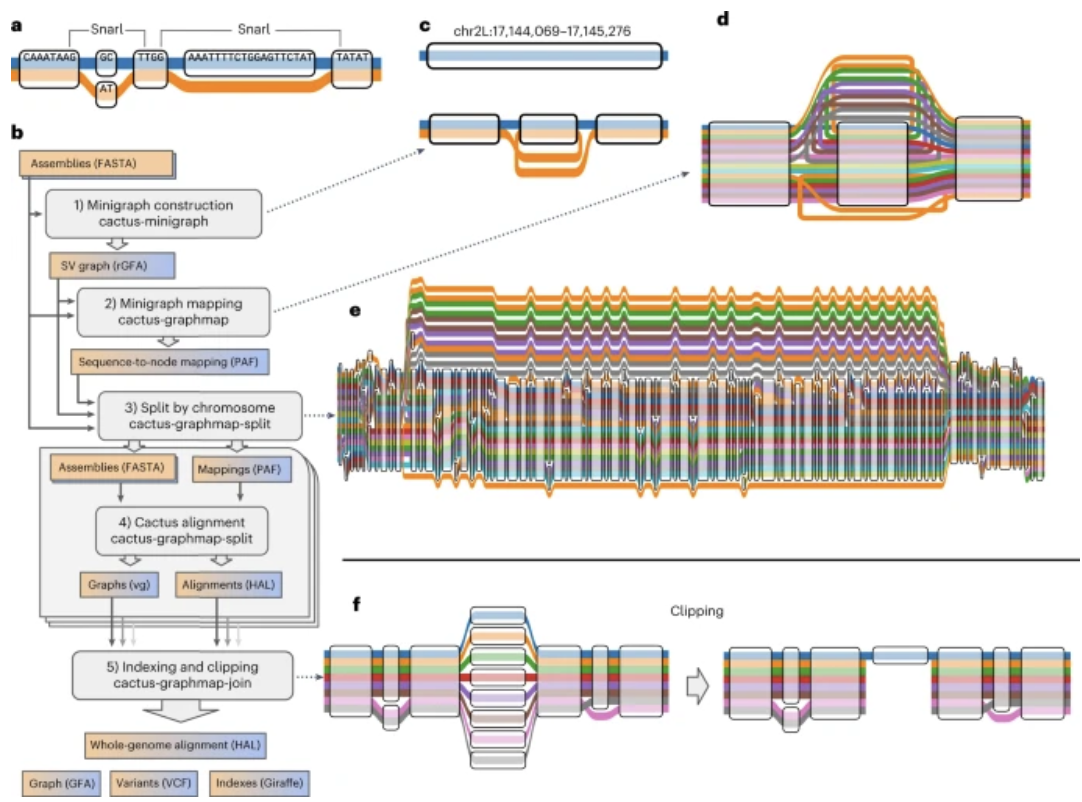 a
Snarl
Snarl
CAAATAAG
GC
TTGG
AAATTTTCTGGAGTTCTAT
TATAT
AT
b
Assemblies (FASTA)
1) Minigraph construction
cactus-minigraph
SV graph (rGFA)
2) Minigraph mapping
cactus-graphmap
Sequence-to-node mapping (PAF)
3) Split by chromosome
cactus-graphmap-split
Assemblies (FASTA)
Mappings (PAF)
4) Cactus alignment
cactus-graphmap-split
Graphs (vg)
Alignments (HAL)
5) Indexing and clipping
cactus-graphmap-join
Whole-genome alignment (HAL)
Graph (GFA)
Variants (VCF)
Indexes (Giraffe)
c
chr2L:17,144,069–17,145,276
d
e
f
Clipping